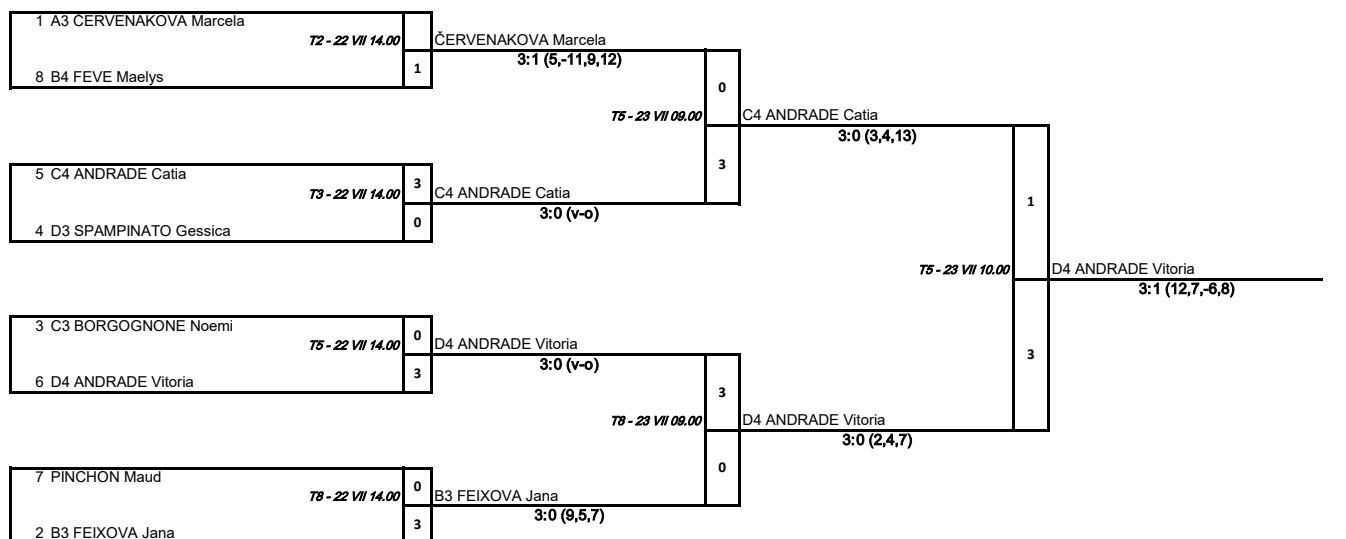 1 A3 ČERVENAKOVA Marcela
T2 - 22 VII 14.00
ČERVENAKOVA Marcela
3:1 (5,-11,9,12)
1
8 B4 FEVE Maelys
0
T5 - 23 VII 09.00
C4 ANDRADE Catia
3:0 (3,4,13)
3
5 C4 ANDRADE Catia
3
T3 - 22 VII 14.00
C4 ANDRADE Catia
3:0 (v-o)
0
4 D3 SPAMPINATO Gessica
1
T5 - 23 VII 10.00
D4 ANDRADE Vitoria
3:1 (12,7,-6,8)
3
3 C3 BORGOGNONE Noemi
0
T5 - 22 VII 14.00
D4 ANDRADE Vitoria
3:0 (v-o)
3
6 D4 ANDRADE Vitoria
3
T8 - 23 VII 09.00
D4 ANDRADE Vitoria
3:0 (2,4,7)
0
7 PINCHON Maud
0
T8 - 22 VII 14.00
B3 FEIXOVA Jana
3:0 (9,5,7)
3
2 B3 FEIXOVA Jana